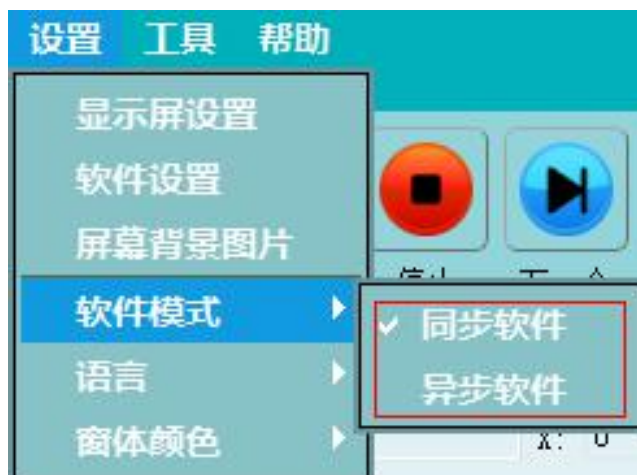 设置 工具 帮助
显示屏设置
软件设置
屏幕背景图片
软件模式
同步软件
语言
异步软件
窗体颜色
X: 0